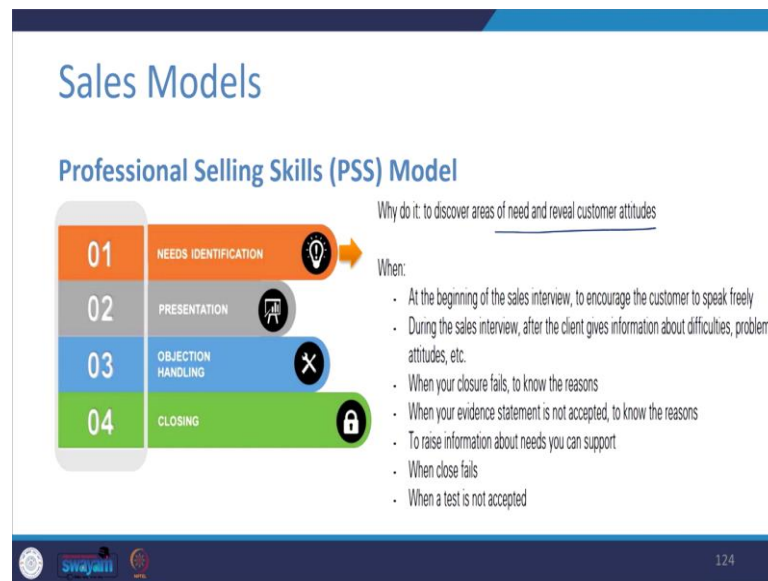 Sales Models
Professional Selling Skills (PSS) Model
01 NEEDS IDENTIFICATION
02 PRESENTATION
03 OBJECTION
HANDLING
04 CLOSING
Why do it: to discover areas of need and reveal customer attitudes
When:
• At the beginning of the sales interview, to encourage the customer to speak freely
• During the sales interview, after the client gives information about difficulties, problem
attitudes, etc.
• When your closure fails, to know the reasons
• When your evidence statement is not accepted, to know the reasons
• To raise information about needs you can support
• When close fails
• When a test is not accepted
swayam
124